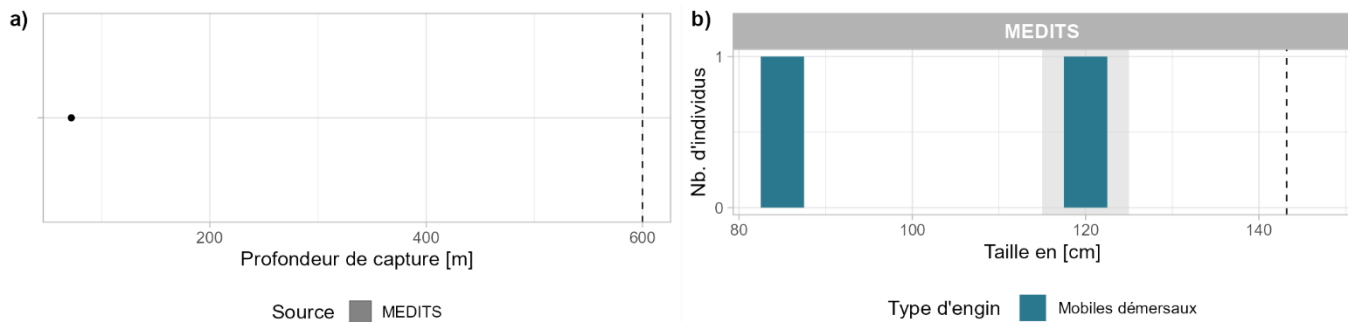 a)
200
400
600
Profondeur de capture [m]
Source MEDITS
b)
MEDITS
Nb. d'individus
1
0
80
100
120
140
Taille en [cm]
Type d'engin Mobiles démersaux